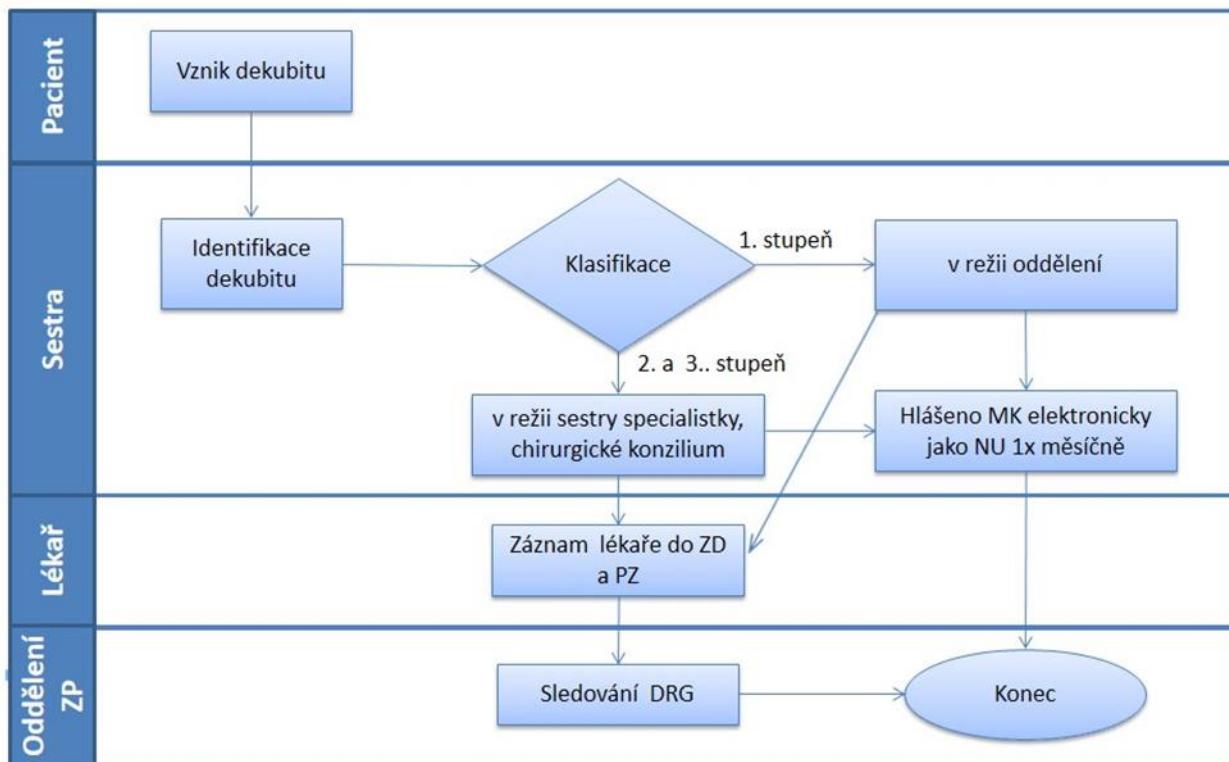 Pacient
Vznik dekubitu
Sestra
Identifikace
dekubitu
Klasifikace
1. stupeň
v režii oddělení
2. a 3.. stupeň
v režii sestry specialistky,
chirurgické konzilium
Hlášeno MK elektronicky
jako NU 1x měsíčně
Lékař
Záznam lékaře do ZD
a PZ
Oddělení
ZP
Sledování DRG
Konec